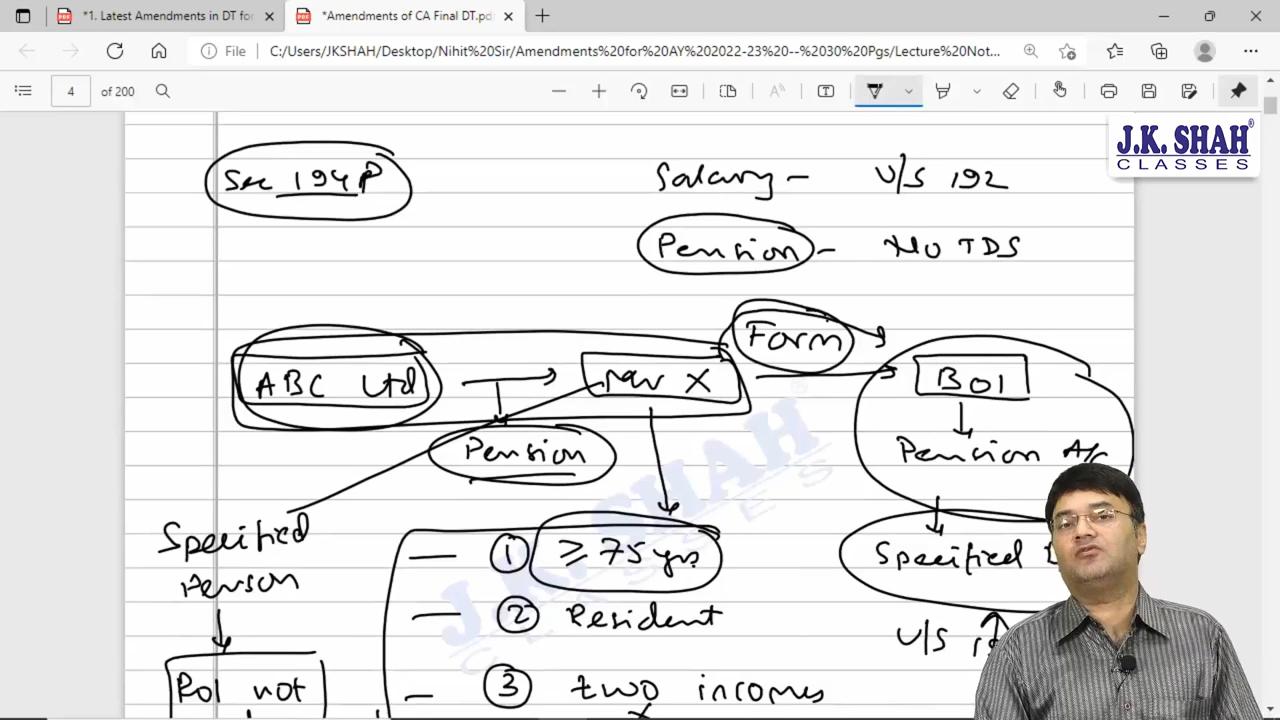 *1. Latest Amendments in DT for
*Amendments of CA Final DT.pdf
File C:/Users/JKSHAH/Desktop/Nihit%20Sir/Amendments%20for%20AY%202022-23%20--%2030%20Pgs/Lecture%20Not...
4 of 200
J.K. SHAH®
CLASSES
Sec 194P
Salary - U/S 192
Pension - No TDS
Form
ABC Ltd
Mr X
BOI
Pension
Pension A/c
Specified
Person
① ≥ 75 yrs
Specified
② Resident
U/S
RoI not
③ two incomes
J.K. SHAH